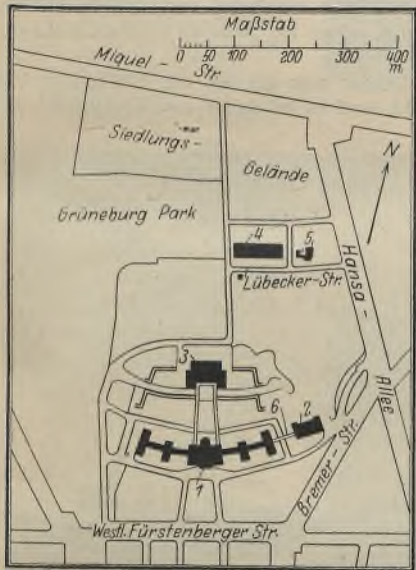 Maßstab
0 50 100 200 300 400
m
Miquel - Str.
Siedlungs - Gelände
N
Grüneburg Park
4 5
Lübecker-Str.
Hansa - Allee
3
6 2
1
Bremer - Str.
Westl. Fürstenberger Str.